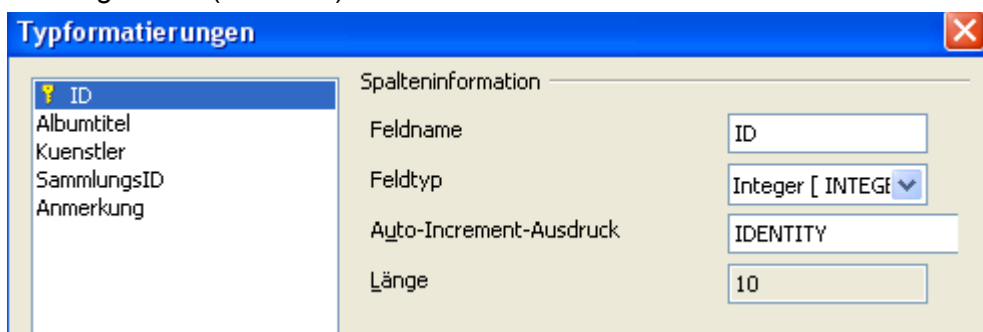 Typformatierungen
ID
Albumtitel
Kuenstler
SammlungsID
Anmerkung
Spalteninformation
Feldname
ID
Feldtyp
Integer [ INTEGE
Auto-Increment-Ausdruck
IDENTITY
Länge
10